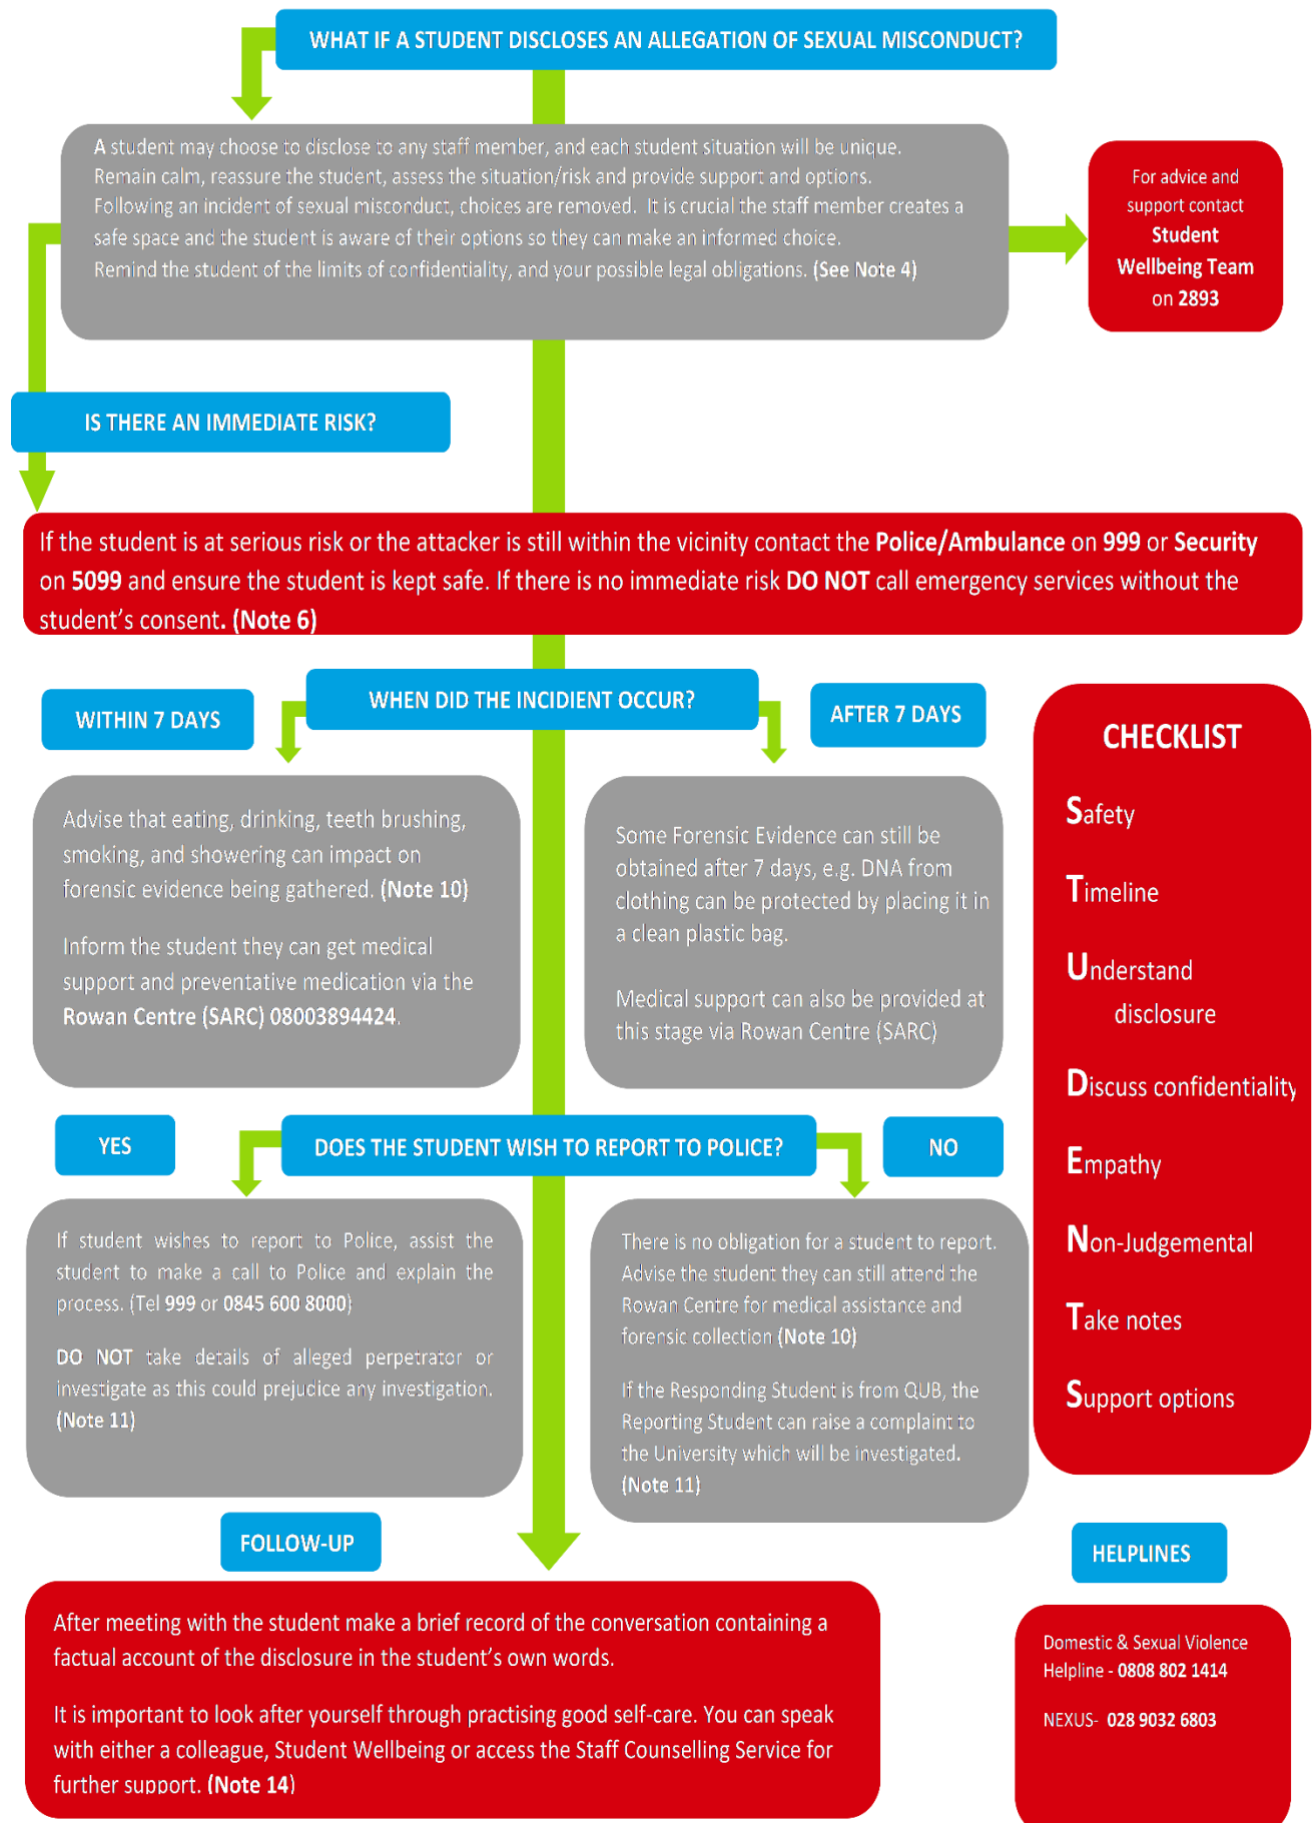 WHAT IF A STUDENT DISCLOSES AN ALLEGATION OF SEXUAL MISCONDUCT?
A student may choose to disclose to any staff member, and each student situation will be unique.
Remain calm, reassure the student, assess the situation/risk and provide support and options.
Following an incident of sexual misconduct, choices are removed. It is crucial the staff member creates a
safe space and the student is aware of their options so they can make an informed choice.
Remind the student of the limits of confidentiality, and your possible legal obligations. (See Note 4)
For advice and
support contact
Student
Wellbeing Team
on 2893
IS THERE AN IMMEDIATE RISK?
If the student is at serious risk or the attacker is still within the vicinity contact the Police/Ambulance on 999 or Security
on 5099 and ensure the student is kept safe. If there is no immediate risk DO NOT call emergency services without the
student's consent. (Note 6)
WHEN DID THE INCIDENT OCCUR?
WITHIN 7 DAYS
Advise that eating, drinking, teeth brushing,
smoking, and showering can impact on
forensic evidence being gathered. (Note 10)
Inform the student they can get medical
support and preventative medication via the
Rowan Centre (SARC) 08003894424.
AFTER 7 DAYS
Some Forensic Evidence can still be
obtained after 7 days, e.g. DNA from
clothing can be protected by placing it in
a clean plastic bag.
Medical support can also be provided at
this stage via Rowan Centre (SARC)
CHECKLIST
Safety
Timeline
Understand
disclosure
Discuss confidentiality
Empathy
Non-Judgemental
Take notes
Support options
DOES THE STUDENT WISH TO REPORT TO POLICE?
YES
If student wishes to report to Police, assist the
student to make a call to Police and explain the
process. (Tel 999 or 0845 600 8000)
DO NOT take details of alleged perpetrator or
investigate as this could prejudice any investigation.
(Note 11)
NO
There is no obligation for a student to report.
Advise the student they can still attend the
Rowan Centre for medical assistance and
forensic collection (Note 10)
If the Responding Student is from QUB, the
Reporting Student can raise a complaint to
the University which will be investigated.
(Note 11)
FOLLOW-UP
After meeting with the student make a brief record of the conversation containing a
factual account of the disclosure in the student's own words.
It is important to look after yourself through practising good self-care. You can speak
with either a colleague, Student Wellbeing or access the Staff Counselling Service for
further support. (Note 14)
HELPLINES
Domestic & Sexual Violence
Helpline - 0808 802 1414
NEXUS- 028 9032 6803